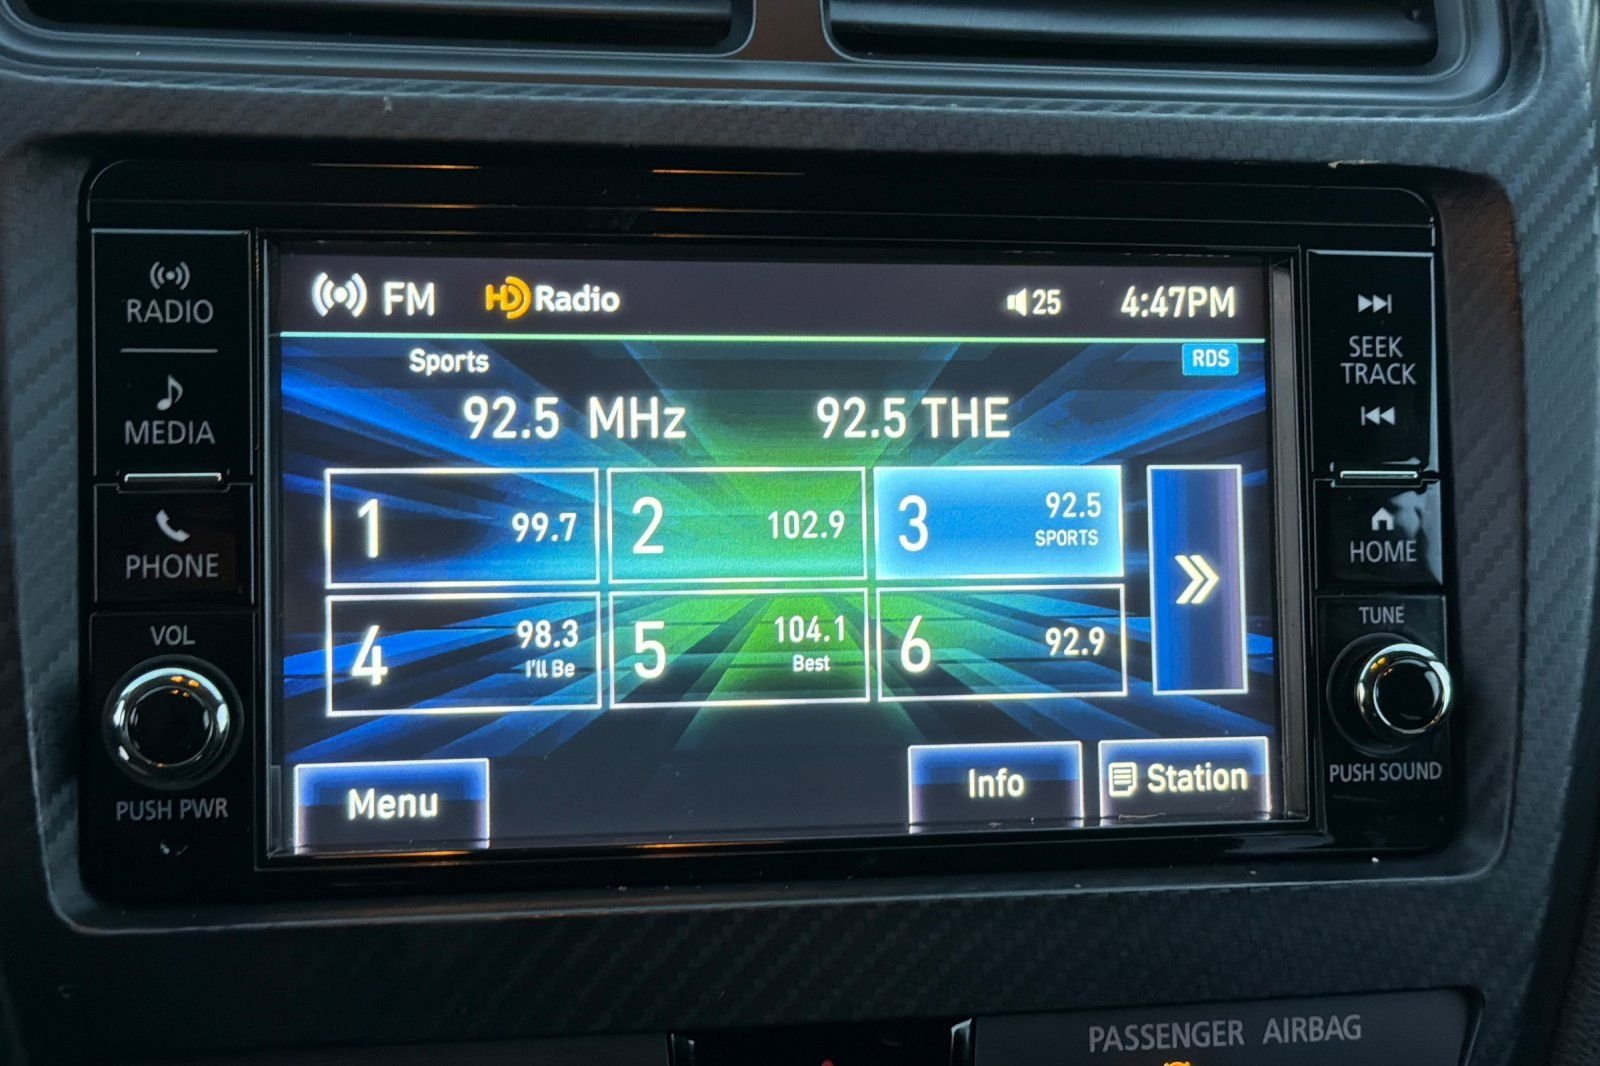 RADIO
MEDIA
PHONE
VOL
PUSH PWR
FM
HD Radio
25
4:47PM
Sports
RDS
92.5 MHz
92.5 THE
1
99.7
2
102.9
3
92.5
SPORTS
4
98.3
I'll Be
5
104.1
Best
6
92.9
Menu
Info
Station
SEEK
TRACK
HOME
TUNE
PUSH SOUND
PASSENGER AIRBAG